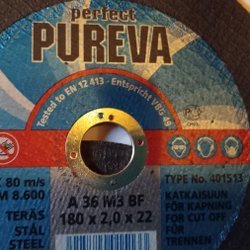 perfect
PUREVA
Tested to EN 12 413 - Entspricht VBG 49
80 m/s
8.600
TYPE No. 401513
A 36 M3 BF
180 x 2,0 x 22
TERÄS
STÅL
STEEL
KATKAISUUN
FÖR KAPNING
FOR CUT OFF
FÜR
TRENNEN